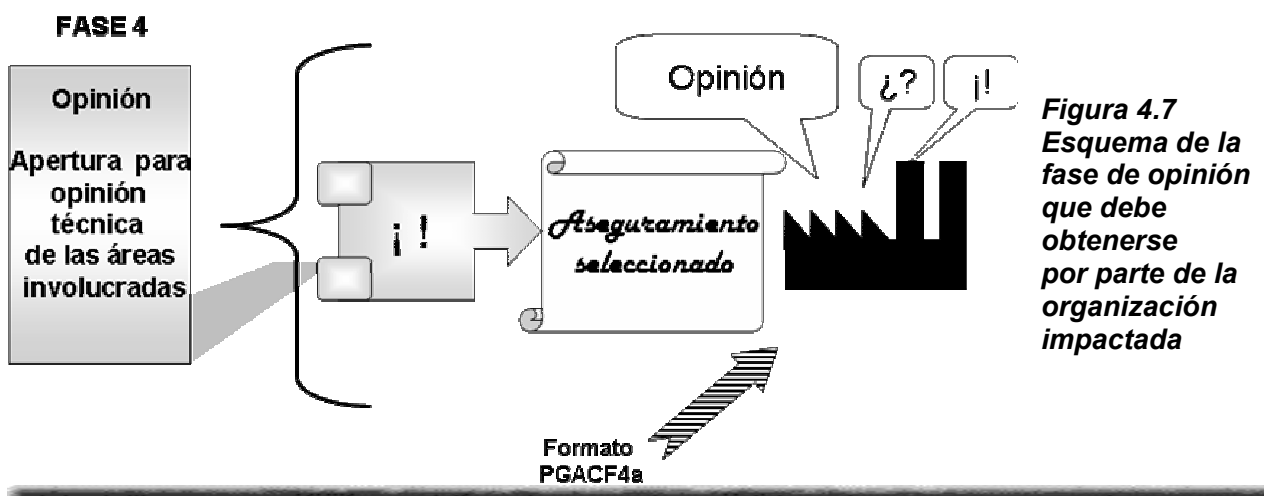 FASE 4
Opinión
Apertura para
opinión
técnica
de las áreas
involucradas
¡!
Aseguramiento
seleccionado
Opinión
¿?
¡!
Formato
PGACF4a
Figura 4.7
Esquema de la
fase de opinión
que debe
obtenerse
por parte de la
organización
impactada